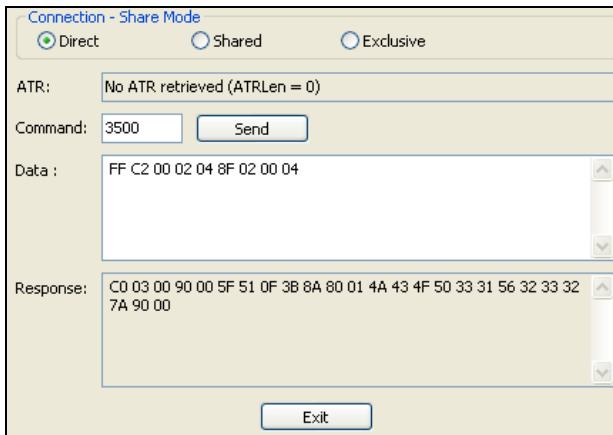 Connection - Share Mode
Direct Shared Exclusive
ATR: No ATR retrieved (ATRLen = 0)
Command: 3500 Send
Data : FF C2 00 02 04 8F 02 00 04
Response: C0 03 00 90 00 5F 51 0F 3B 8A 80 01 4A 43 4F 50 33 31 56 32 33 32
7A 90 00
Exit